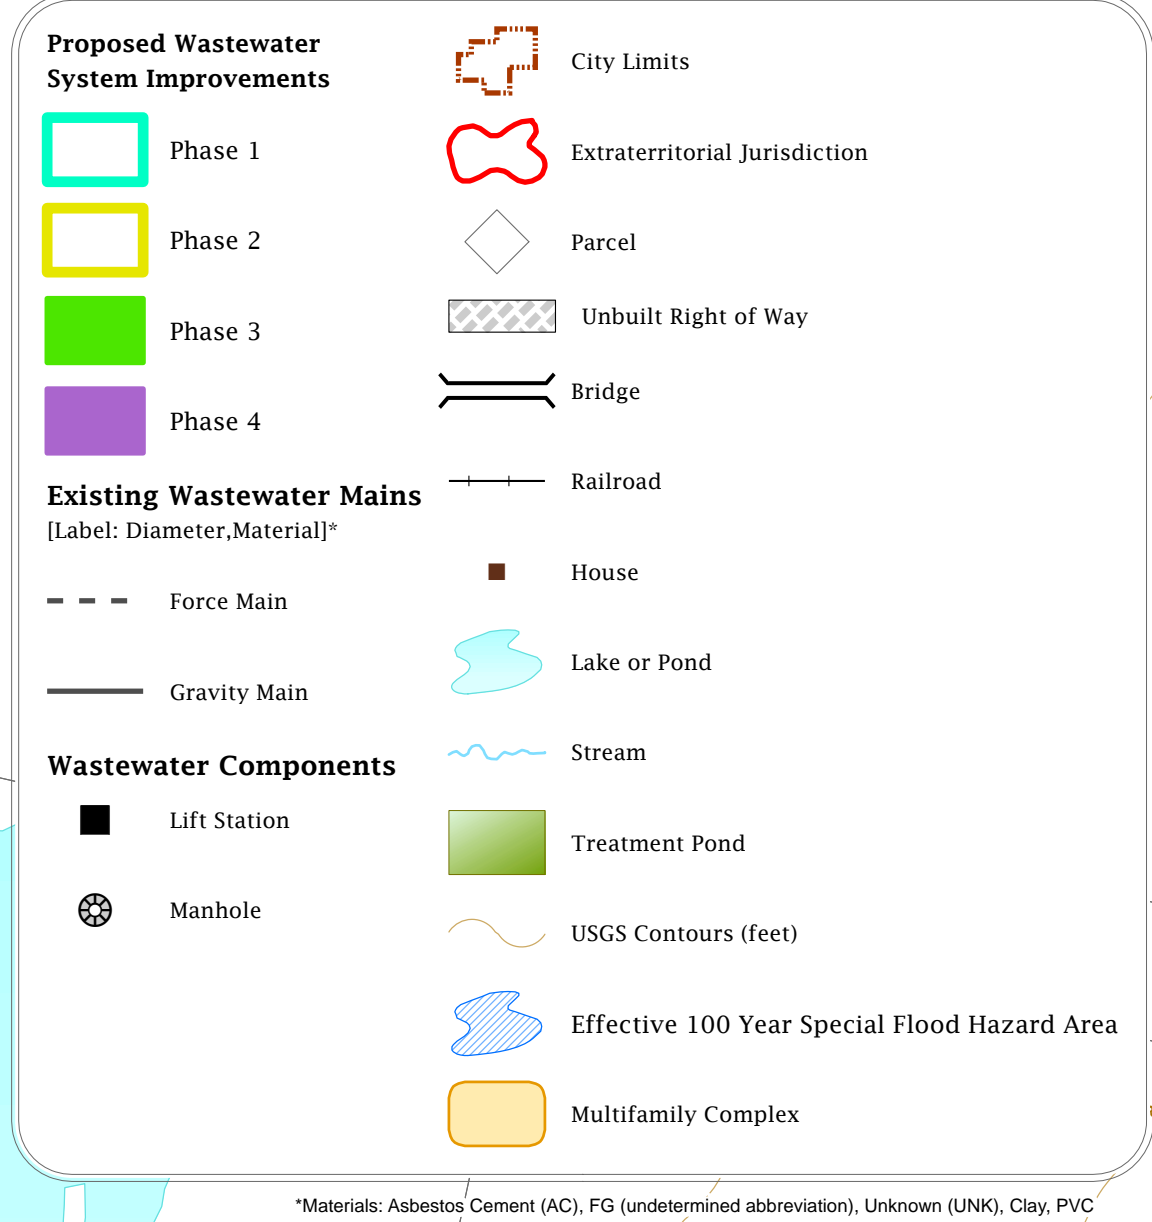 Proposed Wastewater
System Improvements
Phase 1
Phase 2
Phase 3
Phase 4
Existing Wastewater Mains
[Label: Diameter,Material]*
Force Main
Gravity Main
Wastewater Components
Lift Station
Manhole
City Limits
Extraterritorial Jurisdiction
Parcel
Unbuilt Right of Way
Bridge
Railroad
House
Lake or Pond
Stream
Treatment Pond
USGS Contours (feet)
Effective 100 Year Special Flood Hazard Area
Multifamily Complex
*Materials: Asbestos Cement (AC), FG (undetermined abbreviation), Unknown (UNK), Clay, PVC